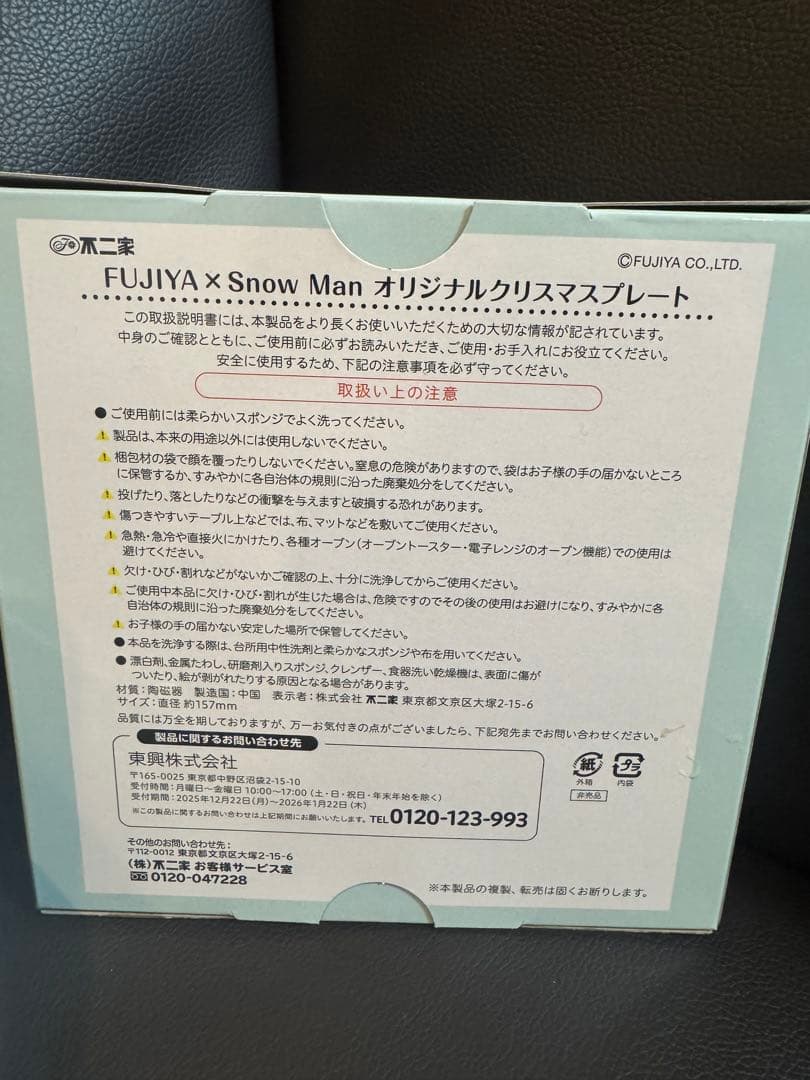 不二家
©FUJIYA CO.,LTD.
FUJIYA×Snow Man オリジナルクリスマスプレート
この取扱説明書には、本製品をより長くお使いいただくための大切な情報が記されています。
中身のご確認とともに、ご使用前に必ずお読みいただき、ご使用・お手入れにお役立てください。
安全に使用するため、下記の注意事項を必ず守ってください。
取扱い上の注意
●ご使用前には柔らかいスポンジでよく洗ってください。
製品は、本来の用途以外には使用しないでください。
梱包材の袋で顔を覆ったりしないでください。窒息の危険がありますので、袋はお子様の手の届かないところ
に保管するか、すみやかに各自治体の規則に沿った廃棄処分をしてください。
投げたり、落としたりなどの衝撃を与えますと破損する恐れがあります。
傷つきやすいテーブル上などでは、布、マットなどを敷いてご使用ください。
急熱・急冷や直接火にかけたり、各種オーブン(オーブントースター・電子レンジのオーブン機能)での使用は
避けてください。
欠け・ひび・割れなどがないかご確認の上、十分に洗浄してからご使用ください。
ご使用中本品に欠け・ひび・割れが生じた場合は、危険ですのでその後の使用はお避けになり、すみやかに各
自治体の規則に沿った廃棄処分をしてください。
お子様の手の届かない安定した場所で保管してください。
●本品を洗浄する際は、台所用中性洗剤と柔らかなスポンジや布を用いてください。
●漂白剤、金属たわし、研磨剤入りスポンジ、クレンザー、食器洗い乾燥機は、表面に傷が
ついたり、絵が剥がれたりする原因となる場合があります。
材質:陶磁器 製造国:中国 表示者:株式会社 不二家 東京都文京区大塚2-15-6
サイズ:直径 約157mm
品質には万全を期しておりますが、万一お気付きの点がございましたら、下記宛先までお問い合わせください。
製品に関するお問い合わせ先
東興株式会社
〒165-0025 東京都中野区沼袋2-15-10
受付時間:月曜日〜金曜日 10:00〜17:00(土・日・祝日・年末年始を除く)
受付期間:2025年12月22日(月)〜2026年1月22日(木)
※この製品に関するお問い合わせは上記期間にお願いいたします。 TEL 0120-123-993
紙
外箱
プラ
内袋
非売品
その他のお問い合わせ先:
〒112-0012 東京都文京区大塚2-15-6
(株)不二家 お客様サービス室
0120-047228
※本製品の複製、転売は固くお断りします。